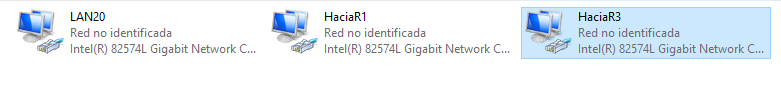 LAN20
Red no identificada
Intel(R) 82574L Gigabit Network C...
HaciaR1
Red no identificada
Intel(R) 82574L Gigabit Network C...
HaciaR3
Red no identificada
Intel(R) 82574L Gigabit Network C...